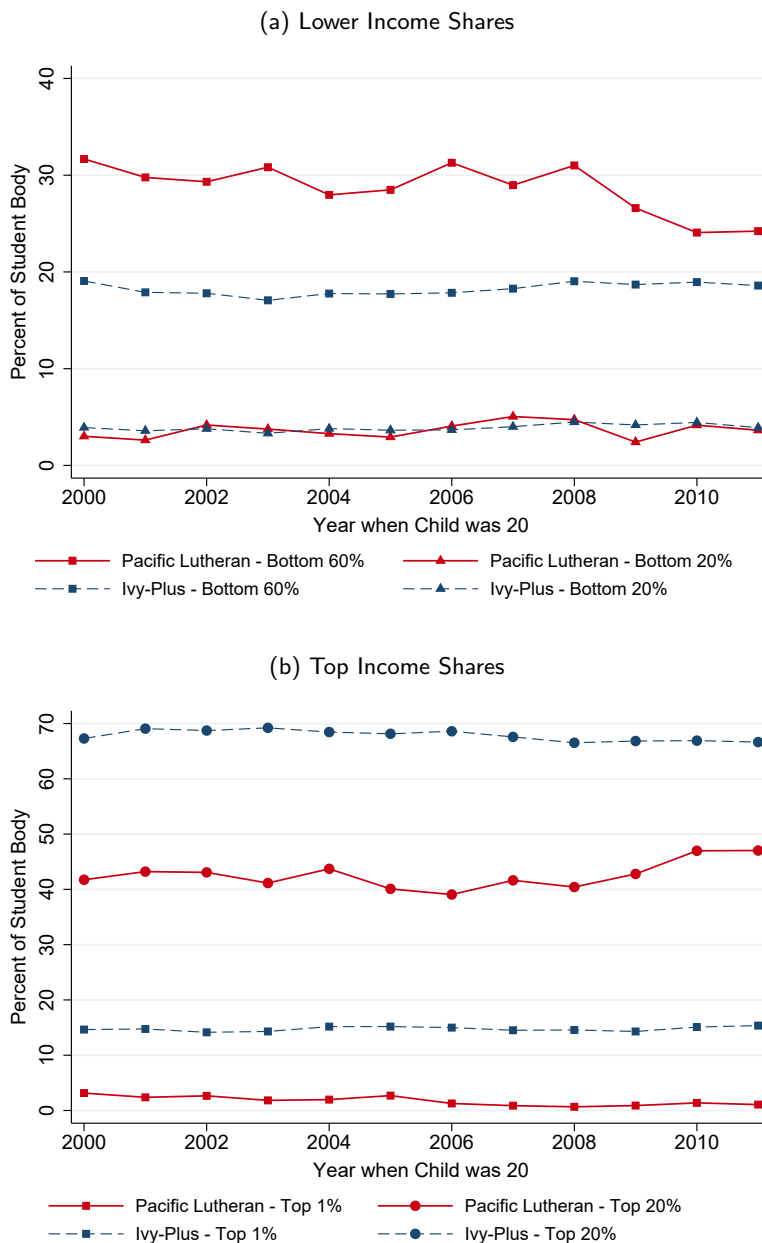 (a) Lower Income Shares
Percent of Student Body
40
30
20
10
0
2000 2002 2004 2006 2008 2010
Year when Child was 20
Pacific Lutheran - Bottom 60% Pacific Lutheran - Bottom 20%
Ivy-Plus - Bottom 60% Ivy-Plus - Bottom 20%
(b) Top Income Shares
Percent of Student Body
70
60
50
40
30
20
10
0
2000 2002 2004 2006 2008 2010
Year when Child was 20
Pacific Lutheran - Top 1% Pacific Lutheran - Top 20%
Ivy-Plus - Top 1% Ivy-Plus - Top 20%